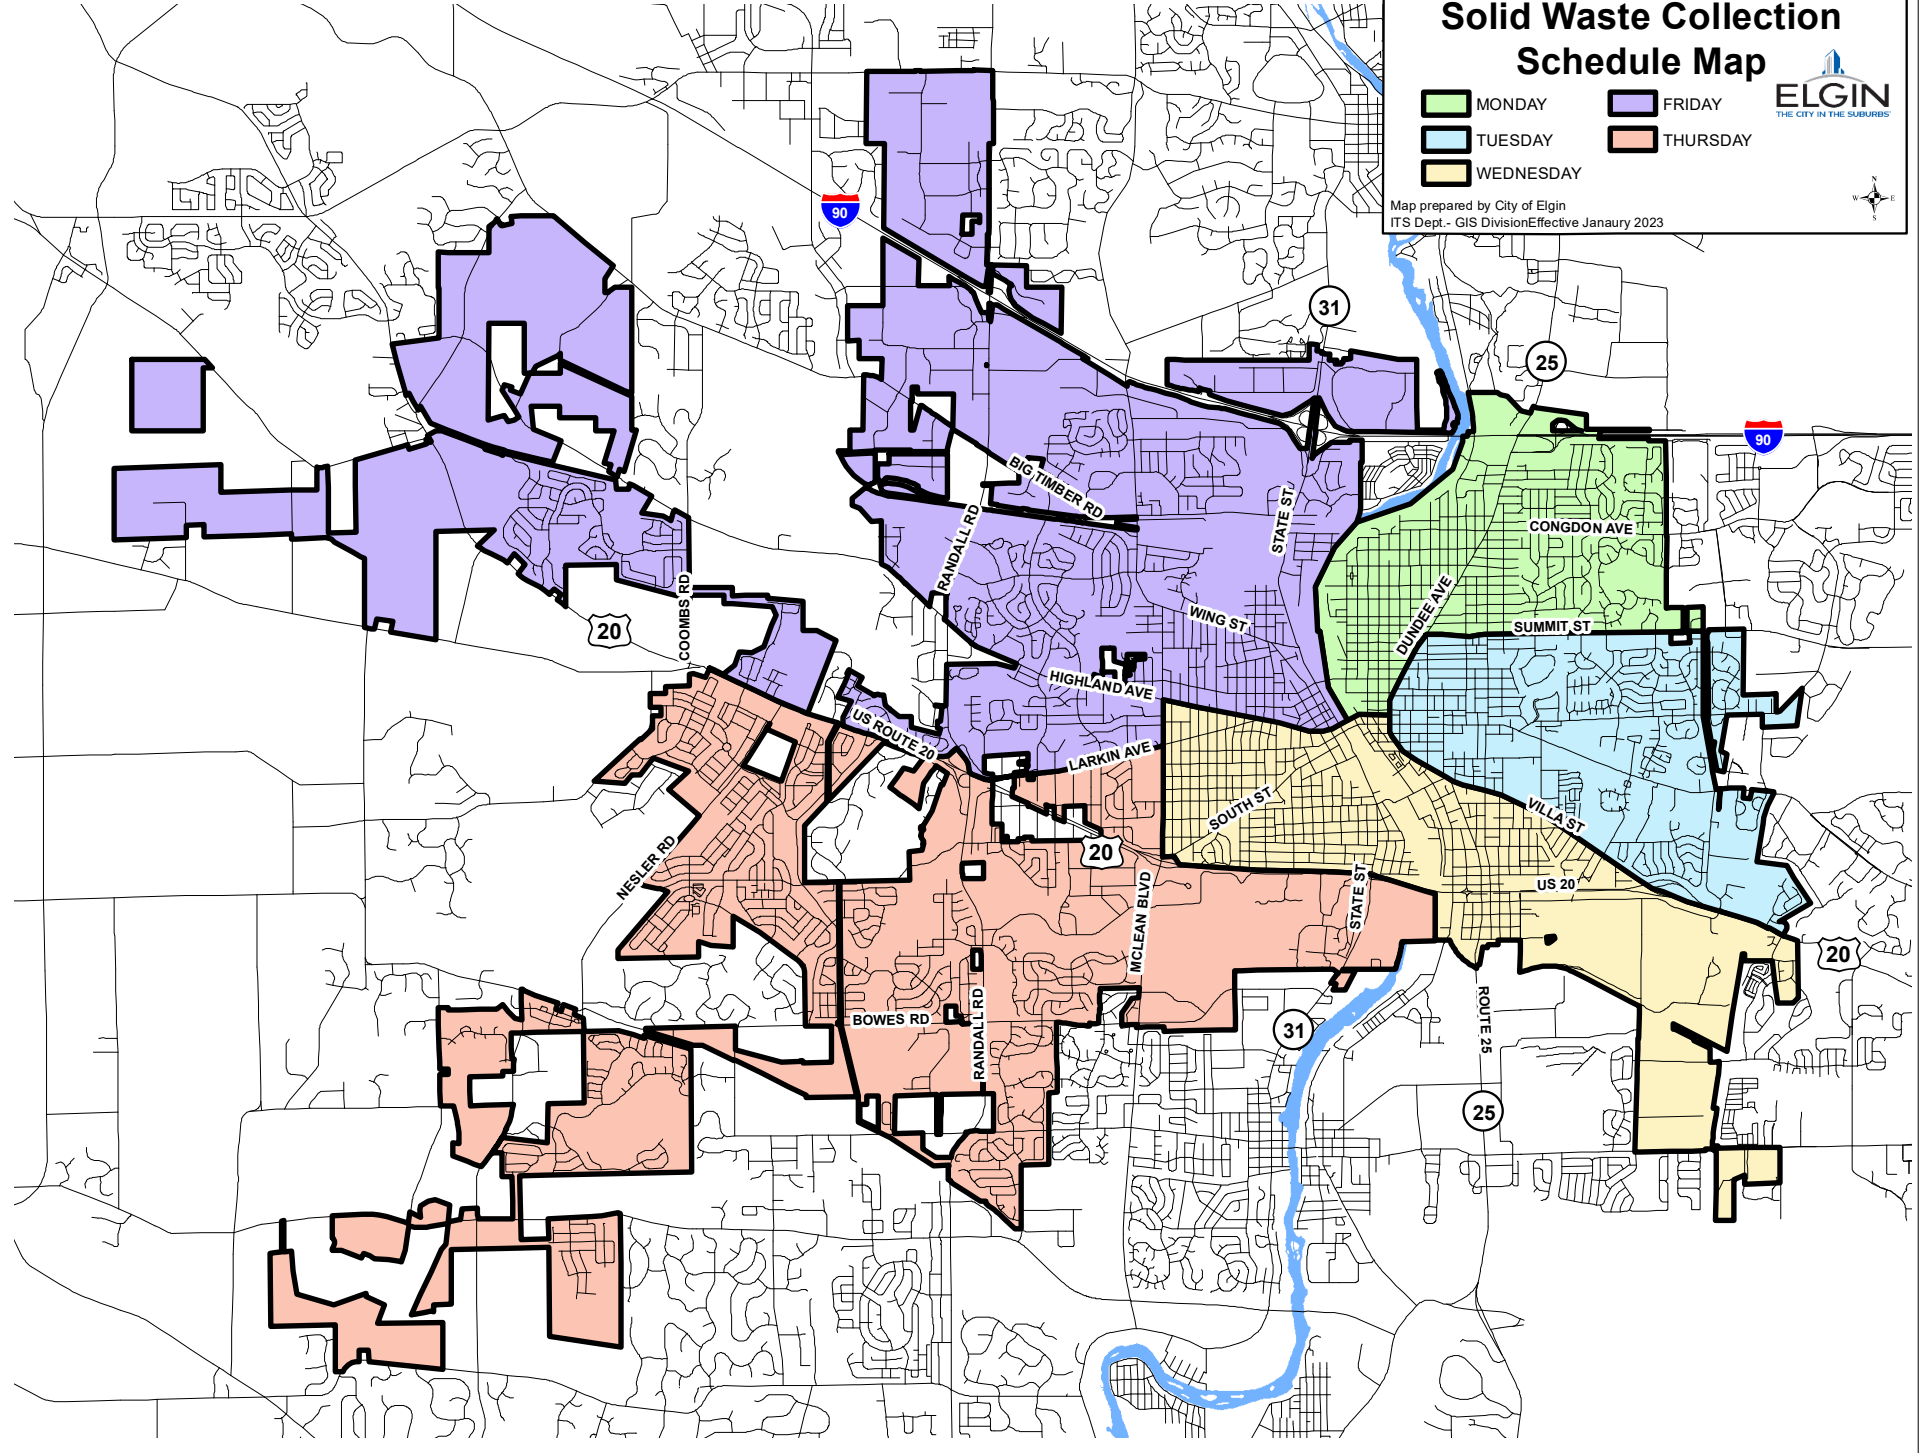 Solid Waste Collection
Schedule Map
ELGIN
THE CITY IN THE SUBURBS
MONDAY
FRIDAY
TUESDAY
THURSDAY
WEDNESDAY
Map prepared by City of Elgin
ITS Dept.- GIS DivisionEffective Janaury 2023
N
W E
S
90
31
25
90
BIG TIMBER RD
STATE ST
CONGDON AVE
RANDALL RD
COOMBS RD
20
WING ST
DUNDEE AVE
SUMMIT ST
HIGHLAND AVE
US ROUTE 20
LARKIN AVE
SOUTH ST
VILLA ST
20
NESLER RD
MCLEAN BLVD
STATE ST
US 20
20
BOWES RD
RANDALL RD
31
ROUTE 25
25